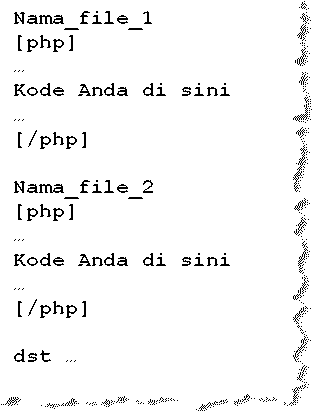 Nama_file_1
[php]
...
Kode Anda di sini
...
[/php]
Nama_file_2
[php]
...
Kode Anda di sini
...
[/php]
dst ...